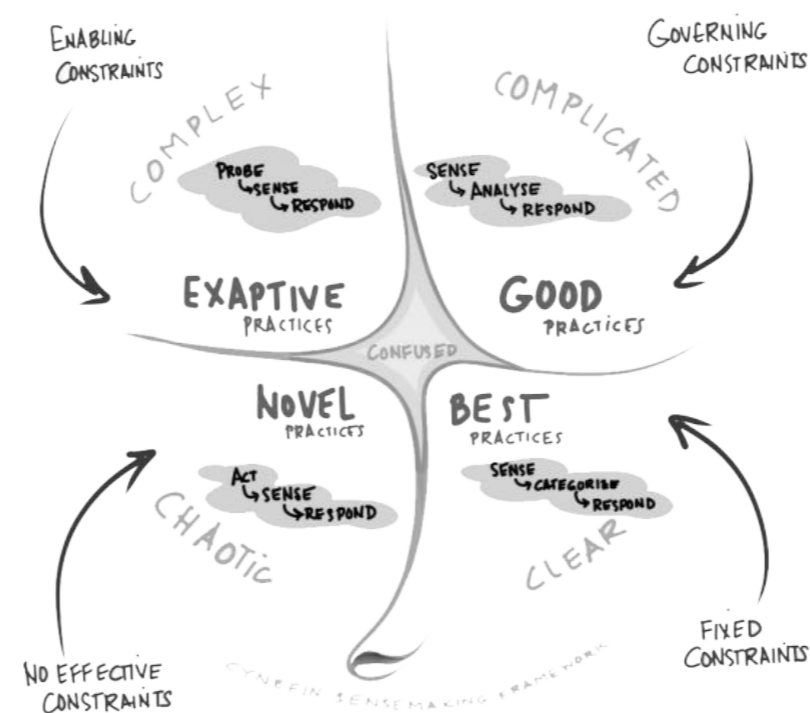 ENABLING
CONSTRAINTS
GOVERNING
CONSTRAINTS
COMPLEX
COMPLICATED
PROBE
↳SENSE
↳RESPOND
SENSE
↳ANALYSE
↳RESPOND
EXAPTIVE
PRACTICES
GOOD
PRACTICES
CONFUSED
NOVEL
PRACTICES
BEST
PRACTICES
ACT
↳SENSE
↳RESPOND
SENSE
↳CATEGORISE
↳RESPOND
CHAOTIC
CLEAR
NO EFFECTIVE
CONSTRAINTS
FIXED
CONSTRAINTS
CYNEFIN SENSEMAKING FRAMEWORK